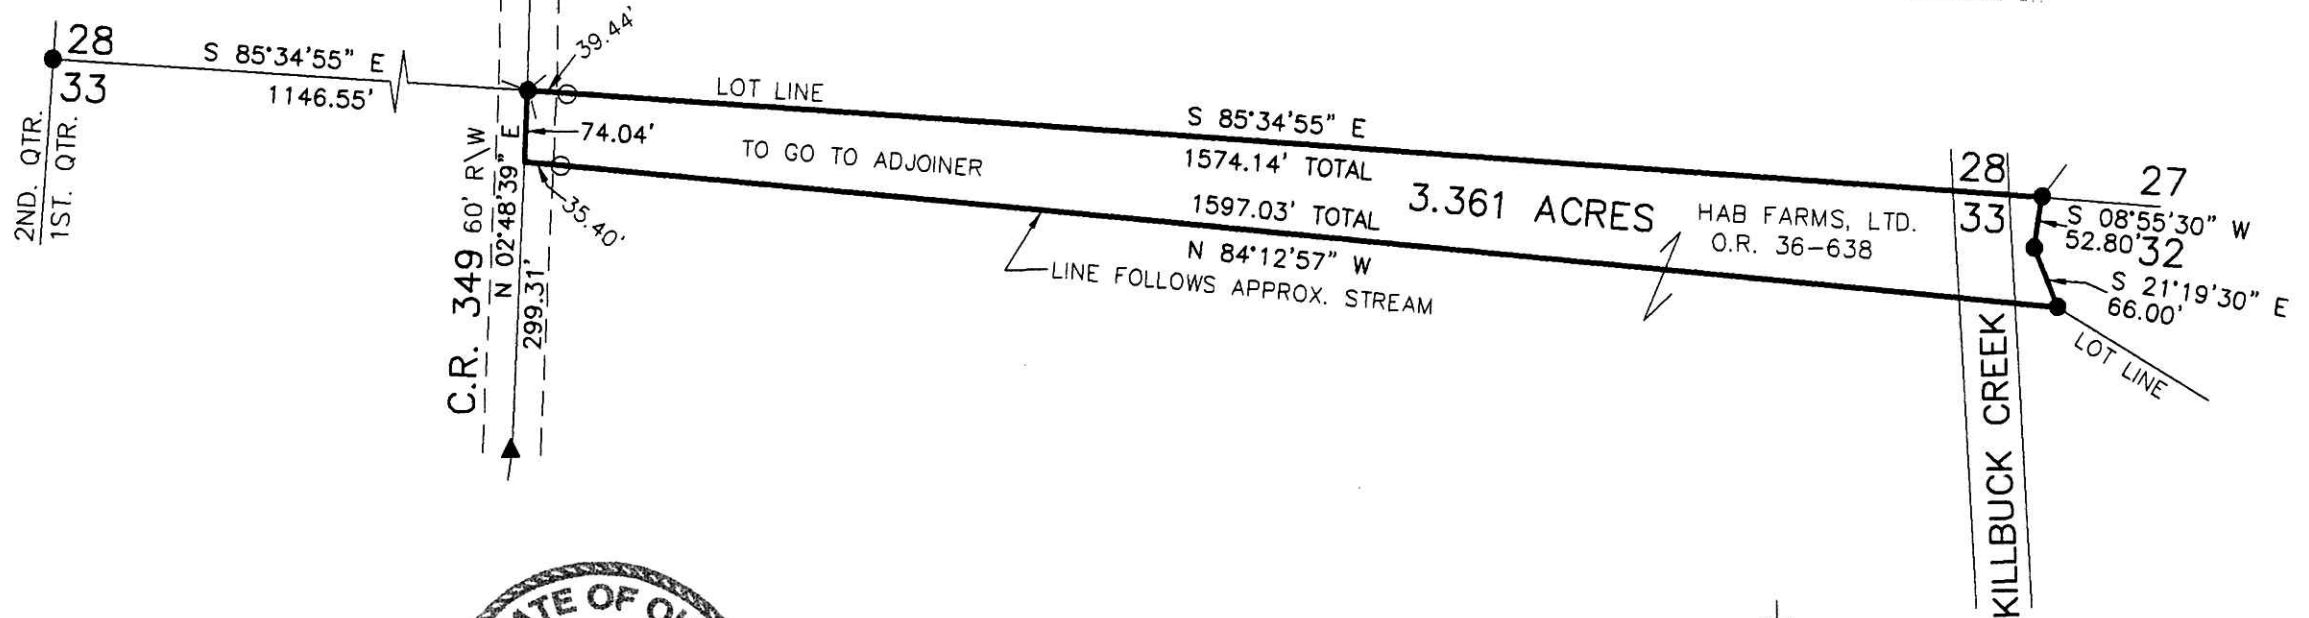 28
33
2ND. QTR.
1ST. QTR.
S 85°34'55" E
1146.55'
39.44'
LOT LINE
74.04'
TO GO TO ADJOINER
35.40'
C.R. 349 60' R\W
N 02°48'39" E
299.31'
S 85°34'55" E
1574.14' TOTAL
1597.03' TOTAL
N 84°12'57" W
LINE FOLLOWS APPROX. STREAM
3.361 ACRES
HAB FARMS, LTD.
O.R. 36-638
28
33
27
32
S 08°55'30" W
52.80'
S 21°19'30" E
66.00'
LOT LINE
KILLBUCK CREEK
OF